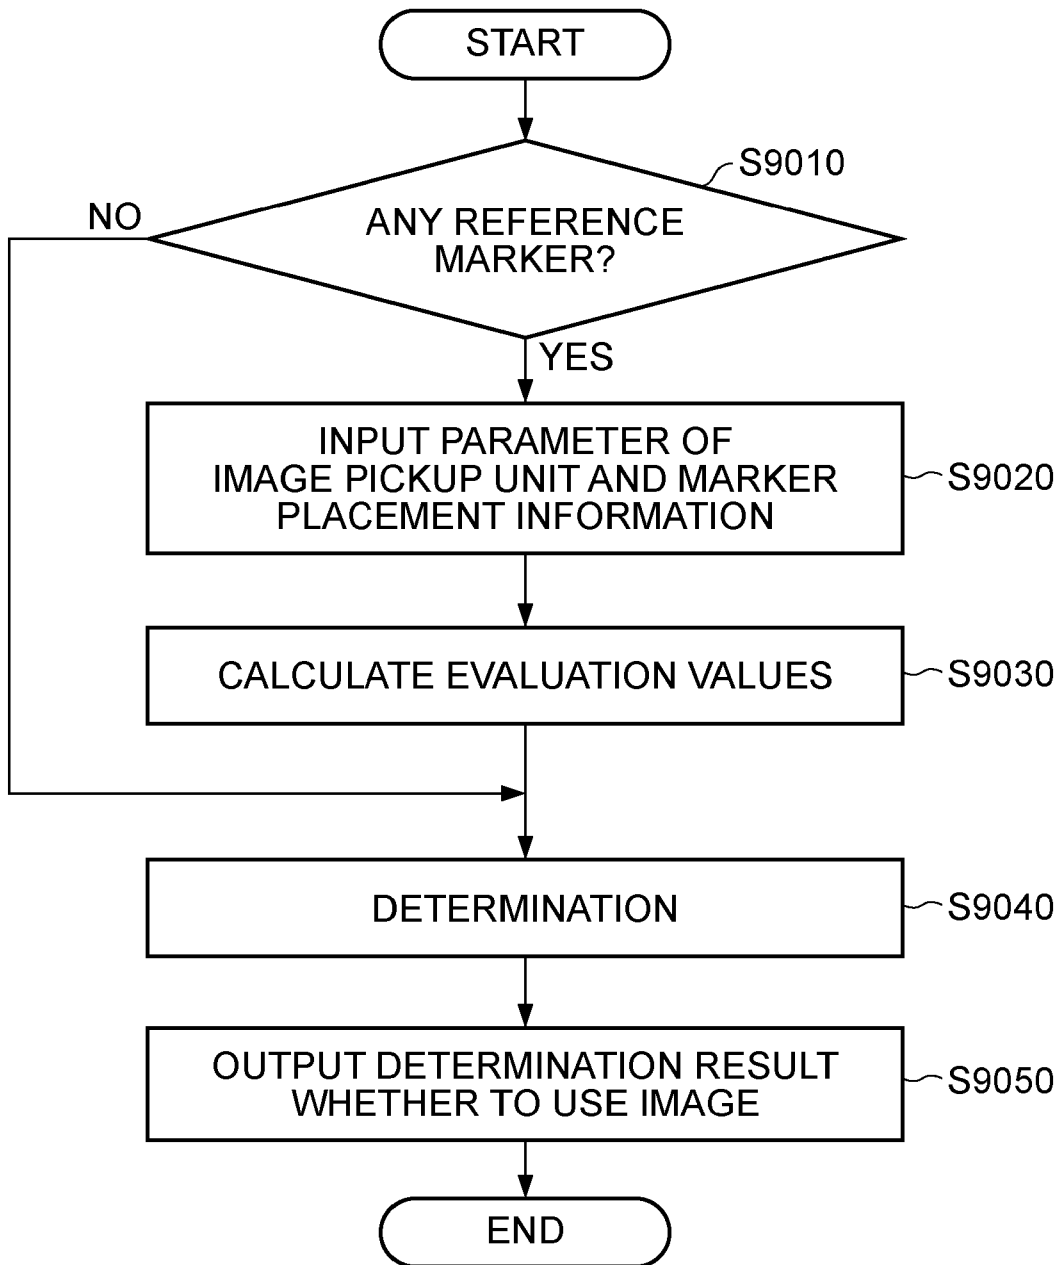 START
S9010
NO
ANY REFERENCE
MARKER?
YES
INPUT PARAMETER OF
IMAGE PICKUP UNIT AND MARKER
PLACEMENT INFORMATION
S9020
CALCULATE EVALUATION VALUES
S9030
DETERMINATION
S9040
OUTPUT DETERMINATION RESULT
WHETHER TO USE IMAGE
S9050
END